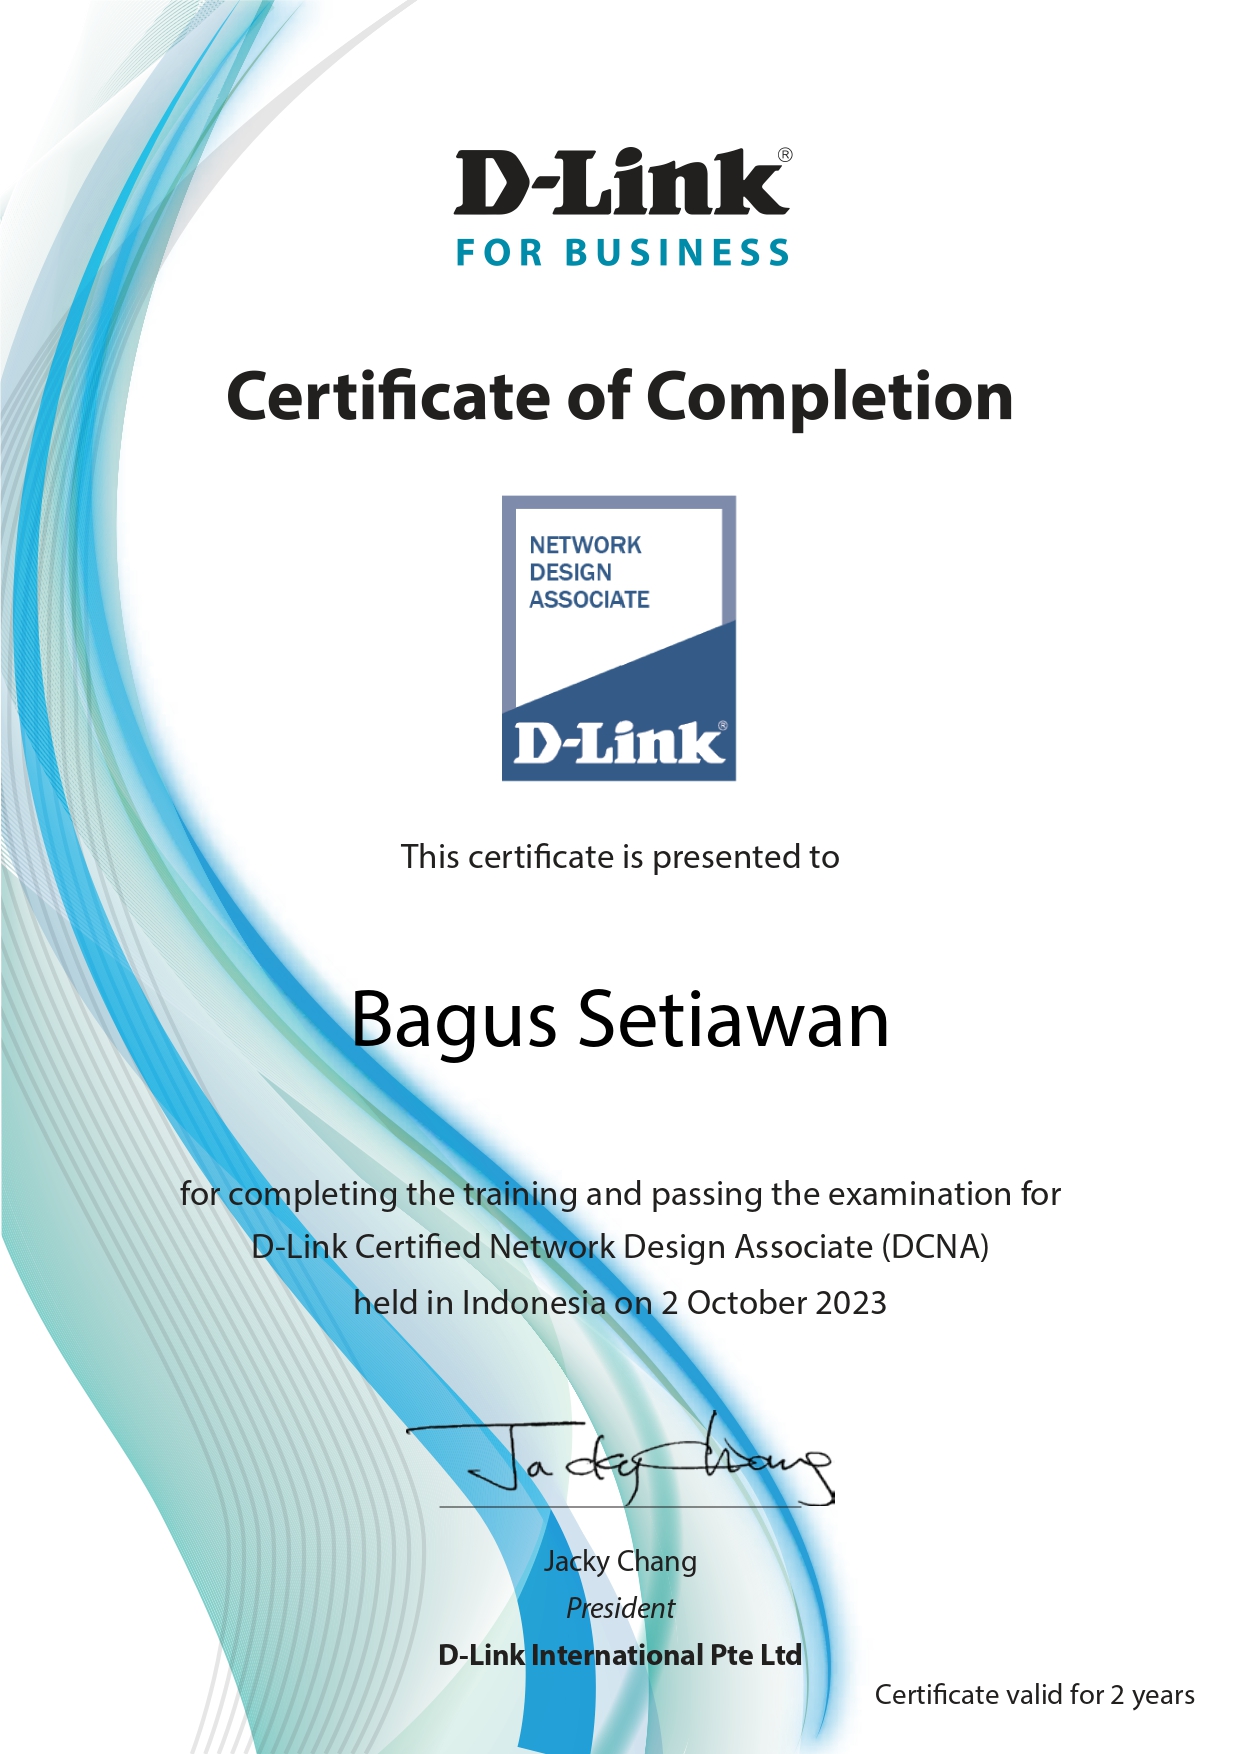 D-Link®
FOR BUSINESS
Certificate of Completion
NETWORK
DESIGN
ASSOCIATE
D-Link®
This certificate is presented to
Bagus Setiawan
for completing the training and passing the examination for
D-Link Certified Network Design Associate (DCNA)
held in Indonesia on 2 October 2023
Jacky Chang
Jacky Chang
President
D-Link International Pte Ltd
Certificate valid for 2 years